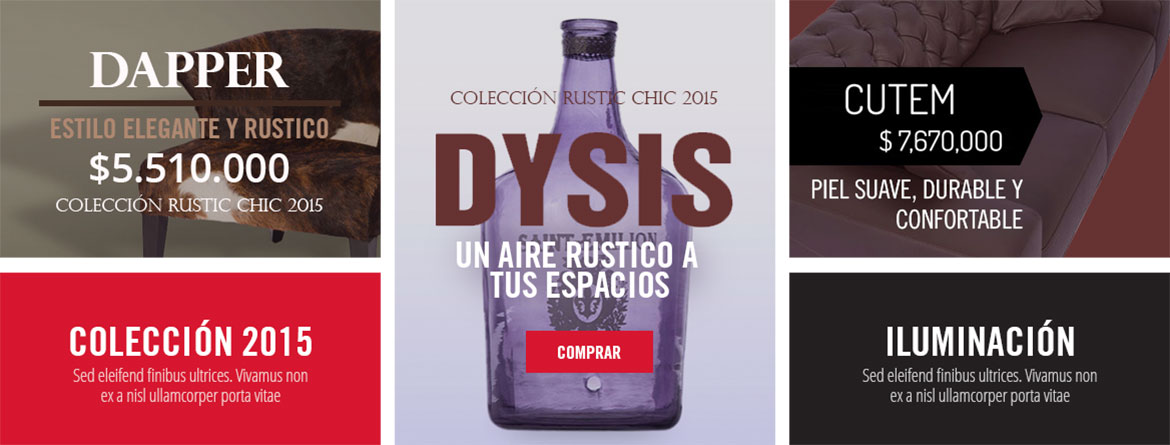 DAPPER
ESTILO ELEGANTE Y RUSTICO
$5.510.000
COLECCIÓN RUSTIC CHIC 2015
COLECCIÓN 2015
Sed eleifend finibus ultrices. Vivamus non
ex a nisl ullamcorper porta vitae
COLECCIÓN RUSTIC CHIC 2015
DYSIS
SAINT-EMILION
UN AIRE RUSTICO A
TUS ESPACIOS
COMPRAR
CUTEM
$ 7,670,000
PIEL SUAVE, DURABLE Y
CONFORTABLE
ILUMINACIÓN
Sed eleifend finibus ultrices. Vivamus non
ex a nisl ullamcorper porta vitae